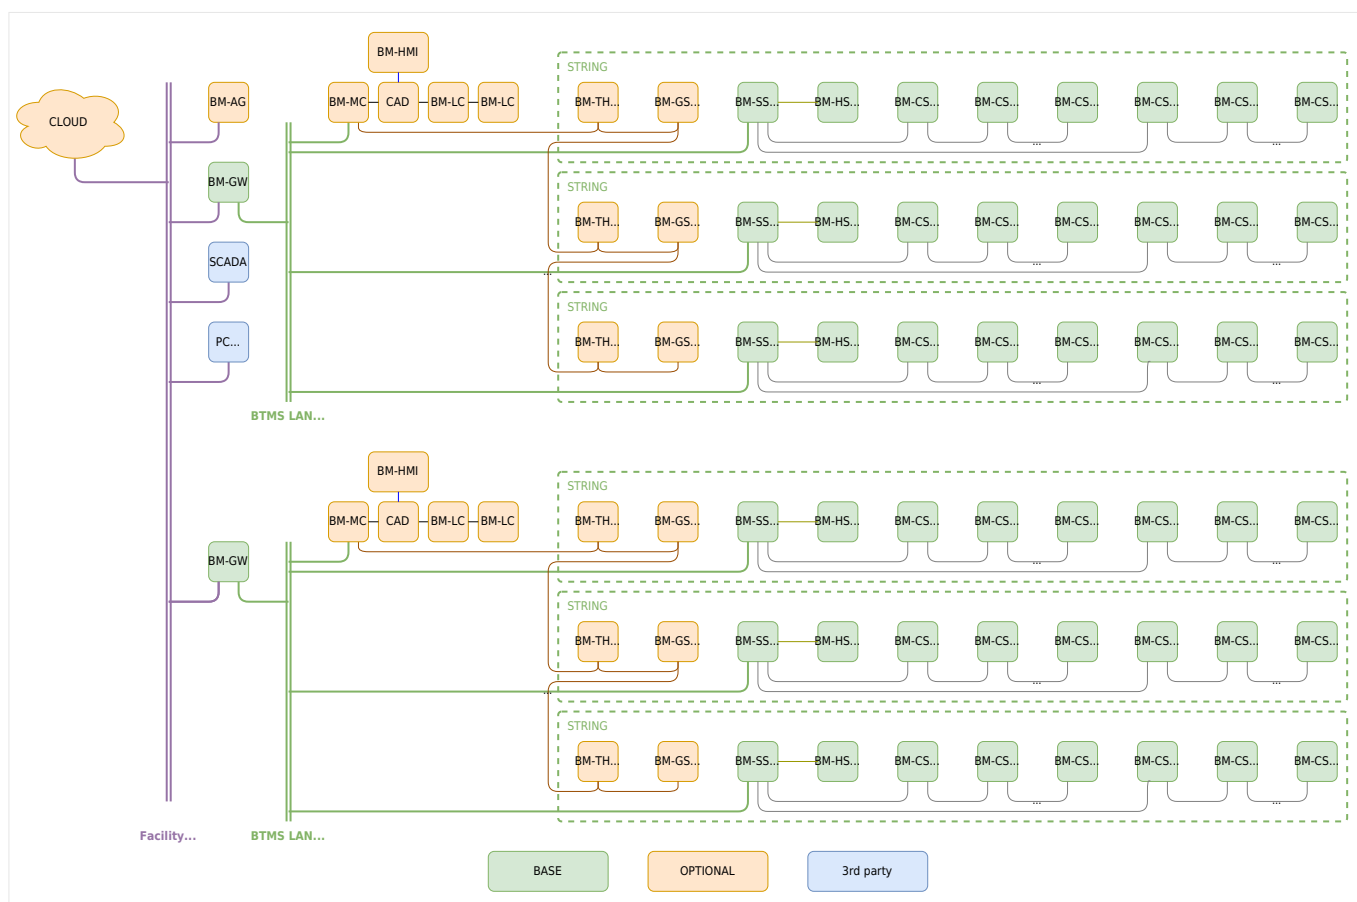 BM-HMI
STRING
CLOUD
BM-AG
BM-MC
CAD
BM-LC
BM-LC
BM-TH...
BM-GS...
BM-SS...
BM-HS...
BM-CS...
BM-CS...
BM-CS...
BM-CS...
BM-CS...
BM-CS...
...
...
BM-GW
STRING
BM-TH...
BM-GS...
BM-SS...
BM-HS...
BM-CS...
BM-CS...
BM-CS...
BM-CS...
BM-CS...
BM-CS...
...
...
SCADA
...
STRING
PC...
BM-TH...
BM-GS...
BM-SS...
BM-HS...
BM-CS...
BM-CS...
BM-CS...
BM-CS...
BM-CS...
BM-CS...
...
...
BTMS LAN...
BM-HMI
STRING
BM-MC
CAD
BM-LC
BM-LC
BM-TH...
BM-GS...
BM-SS...
BM-HS...
BM-CS...
BM-CS...
BM-CS...
BM-CS...
BM-CS...
BM-CS...
...
...
BM-GW
STRING
BM-TH...
BM-GS...
BM-SS...
BM-HS...
BM-CS...
BM-CS...
BM-CS...
BM-CS...
BM-CS...
BM-CS...
...
...
...
STRING
BM-TH...
BM-GS...
BM-SS...
BM-HS...
BM-CS...
BM-CS...
BM-CS...
BM-CS...
BM-CS...
BM-CS...
...
...
Facility...
BTMS LAN...
BASE
OPTIONAL
3rd party